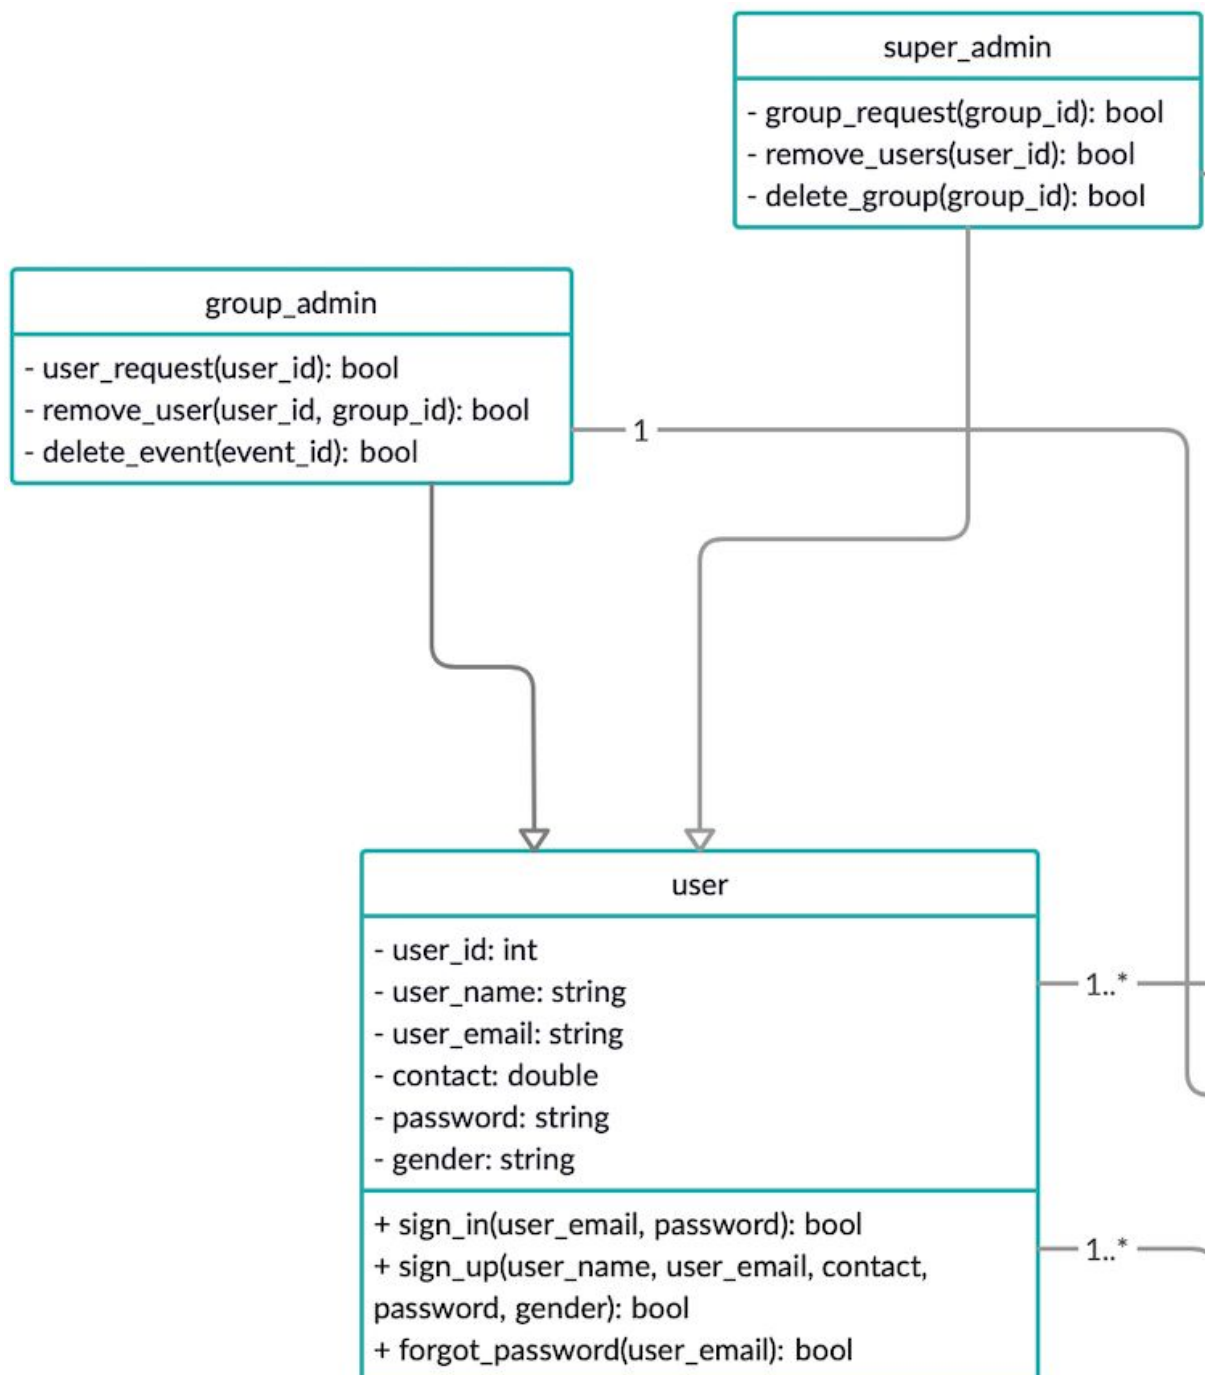 super_admin
- group_request(group_id): bool
- remove_users(user_id): bool
- delete_group(group_id): bool
group_admin
- user_request(user_id): bool
- remove_user(user_id, group_id): bool
- delete_event(event_id): bool
1
user
- user_id: int
- user_name: string
- user_email: string
- contact: double
- password: string
- gender: string
1..*
+ sign_in(user_email, password): bool
+ sign_up(user_name, user_email, contact,
password, gender): bool
+ forgot_password(user_email): bool
1..*